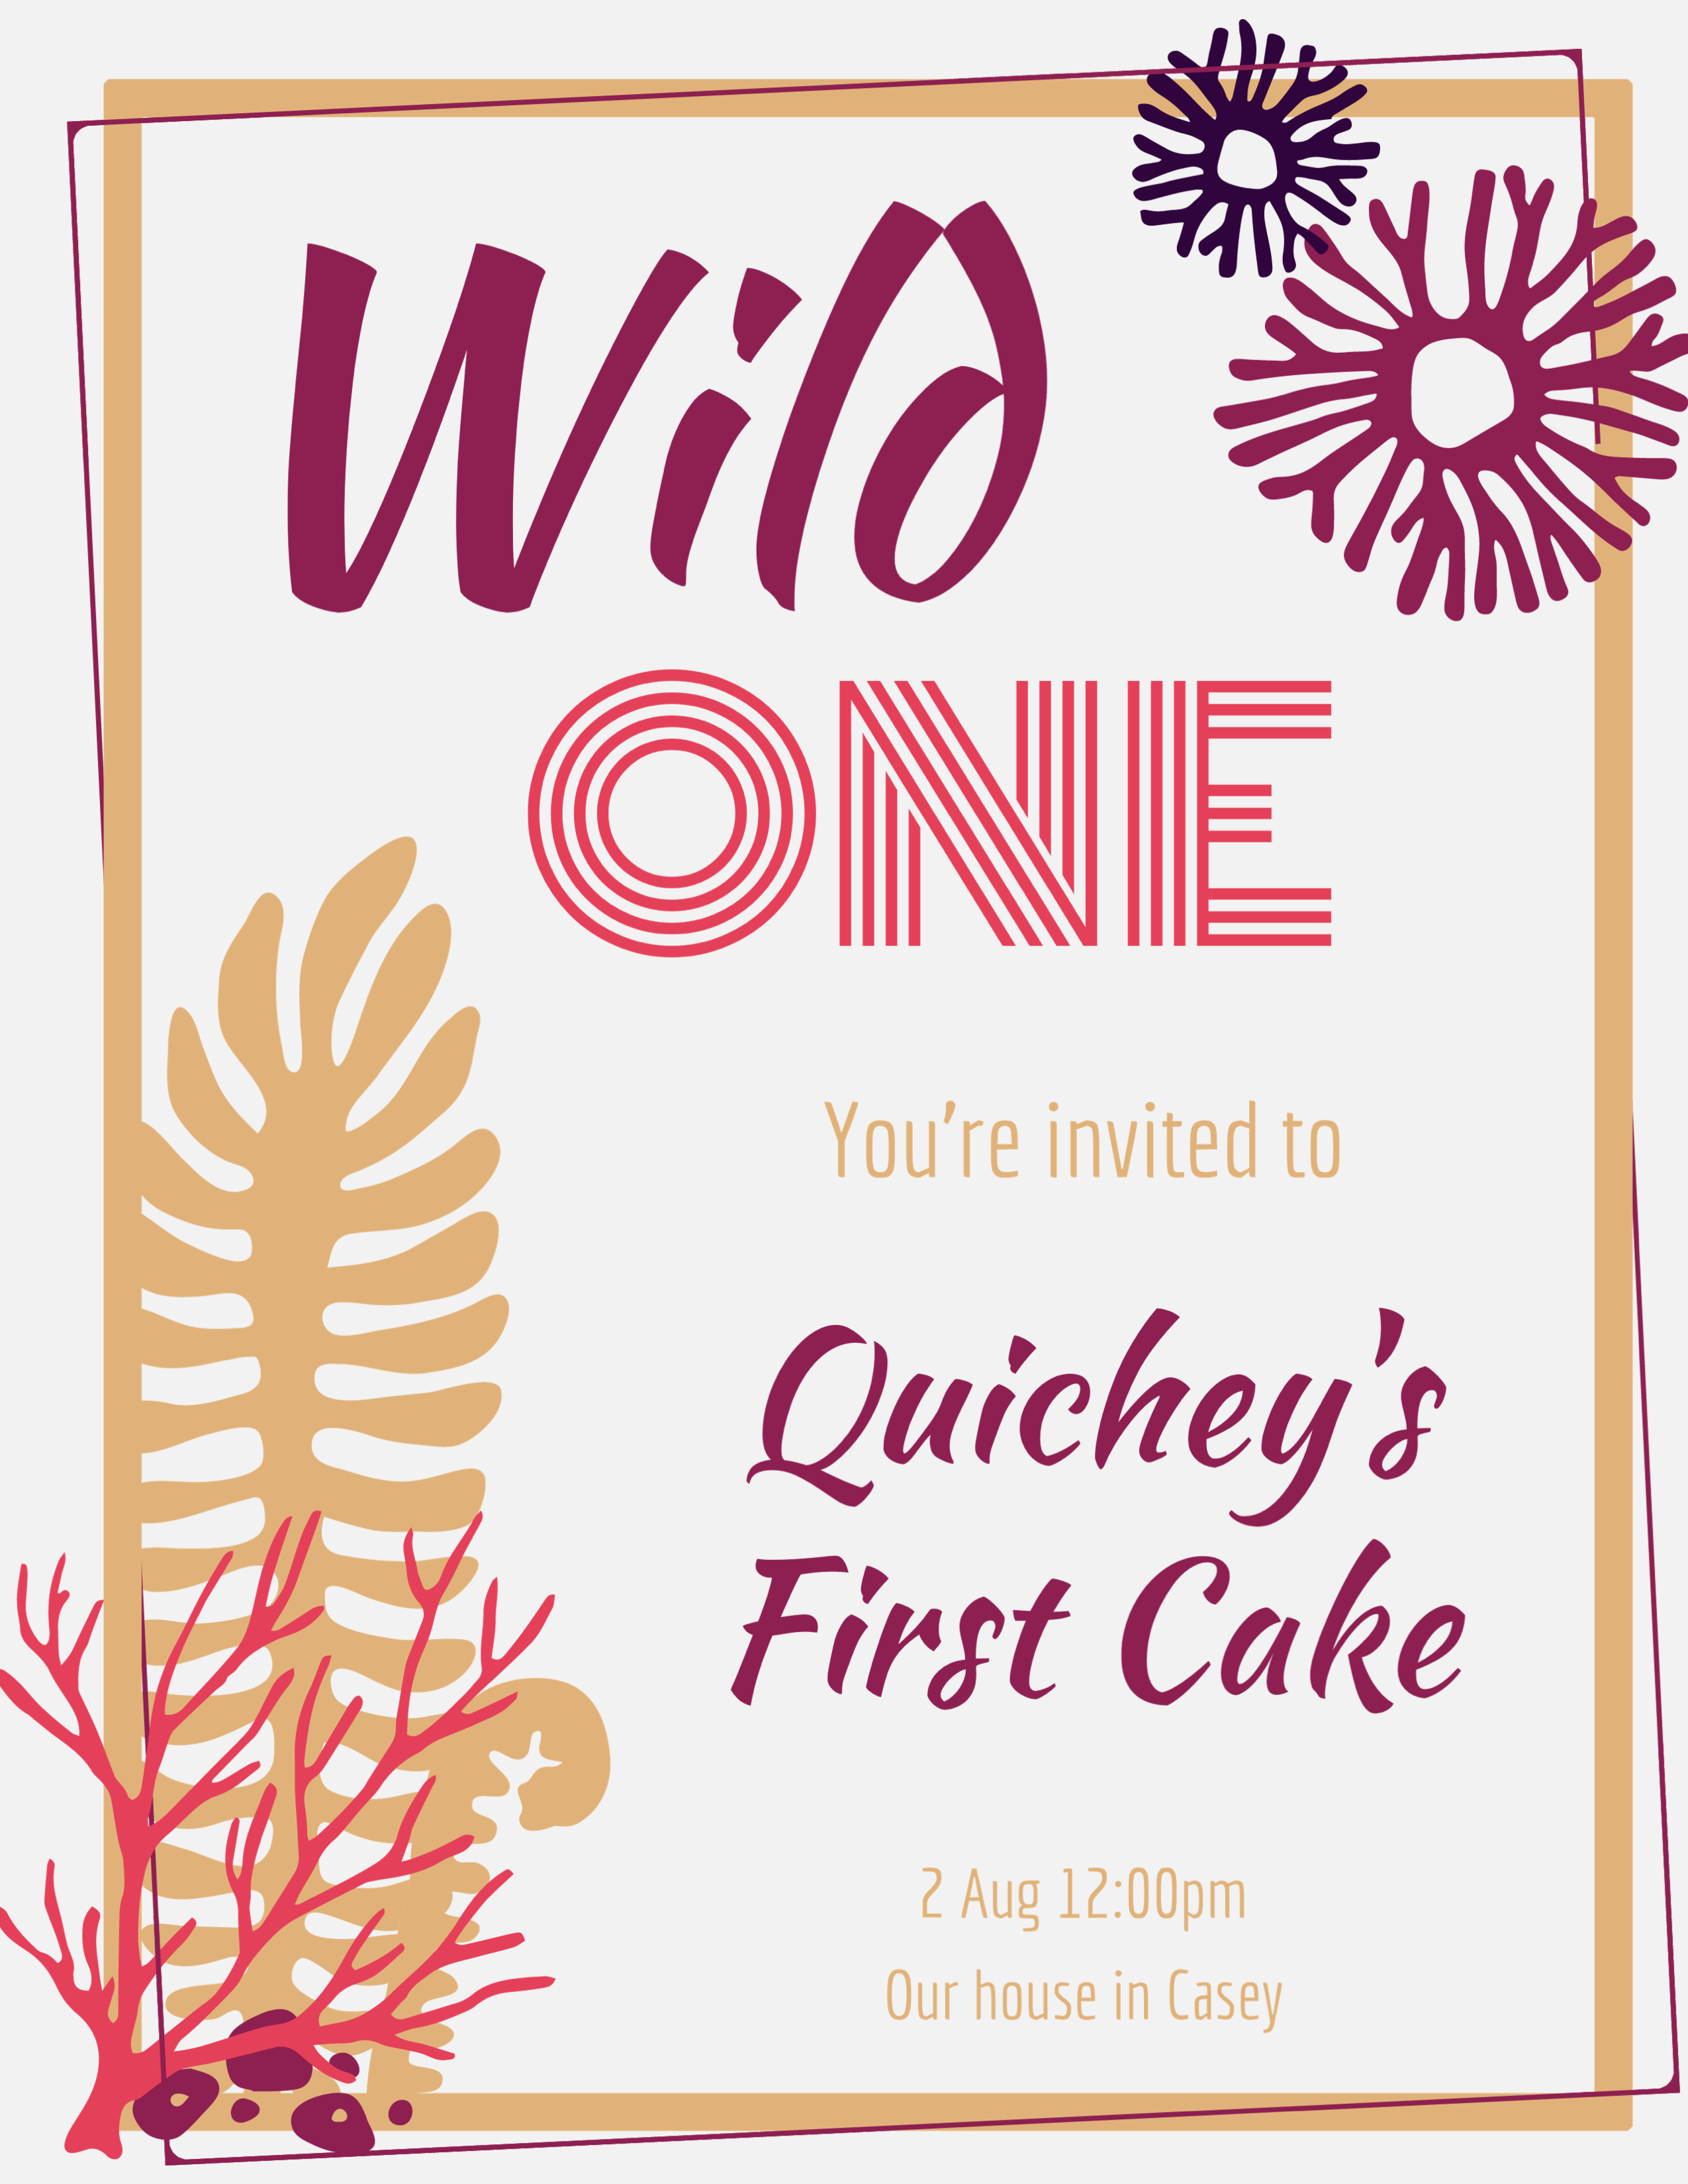 Wild
ONE
You're invited to
Quichey's
First Cake
2 Aug 12:00pm
Our house in Casey